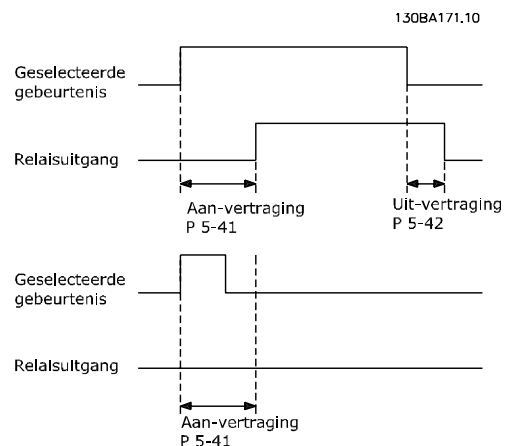 130BA171.10
Geselecteerde
gebeurtenis
Relaisuitgang
Aan-vertraging
P 5-41
Uit-vertraging
P 5-42
Geselecteerde
gebeurtenis
Relaisuitgang
Aan-vertraging
P 5-41